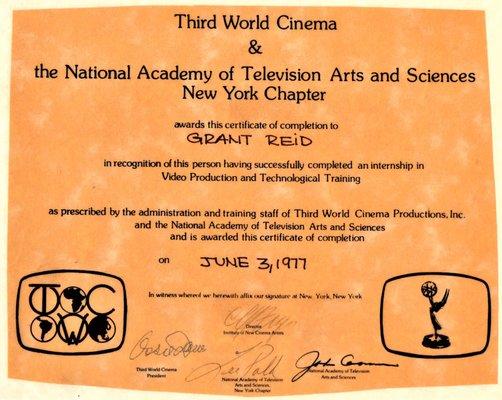 Third World Cinema
&
the National Academy of Television Arts and Sciences
New York Chapter
awards this certificate of completion to
GRANT REID
in recognition of this person having successfully completed an internship in
Video Production and Technological Training
as prescribed by the administration and training staff of Third World Cinema Productions, Inc.
and the National Academy of Television Arts and Sciences
and is awarded this certificate of completion
on JUNE 3, 1977
In witness whereof we herewith affix our signature at New York, New York
Director
Institute of New Cinema Artists
Third World Cinema
President
National Academy of Television
Arts and Sciences,
New York Chapter
National Academy of Television
Arts and Sciences